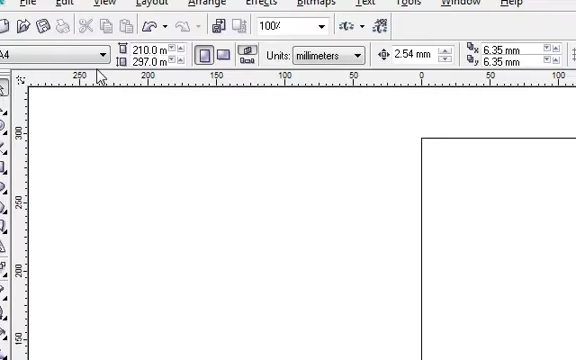 File Edit View Layout Arrange Effects Bitmaps Text Tools Window Help
100%
A4 210.0 m 297.0 m Units: millimeters 2.54 mm x 6.35 mm y 6.35 mm
250 200 150 100 50 0 50 100
300
250
200
150